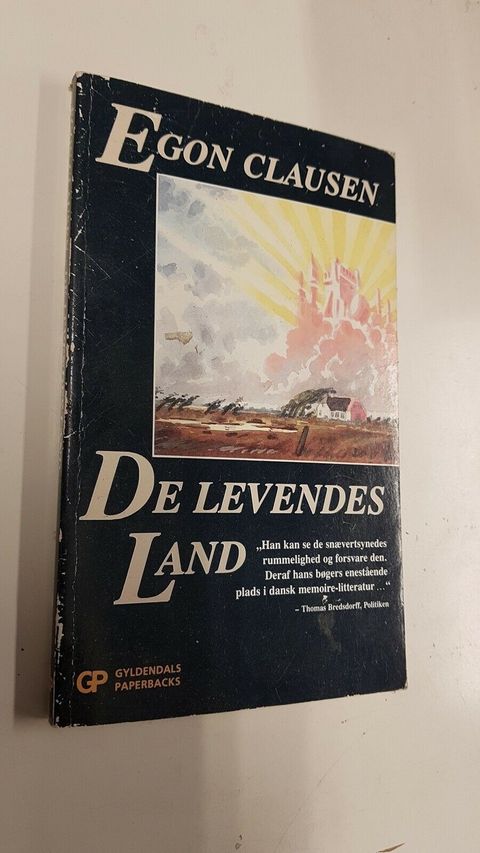 EGON CLAUSEN
DE LEVENDES
LAND
„Han kan se de snævertsynedes
rummelighed og forsvare den.
Deraf hans bøgers enestående
plads i dansk memoire-litteratur ..."
– Thomas Bredsdorff, Politiken
GP GYLDENDALS
PAPERBACKS